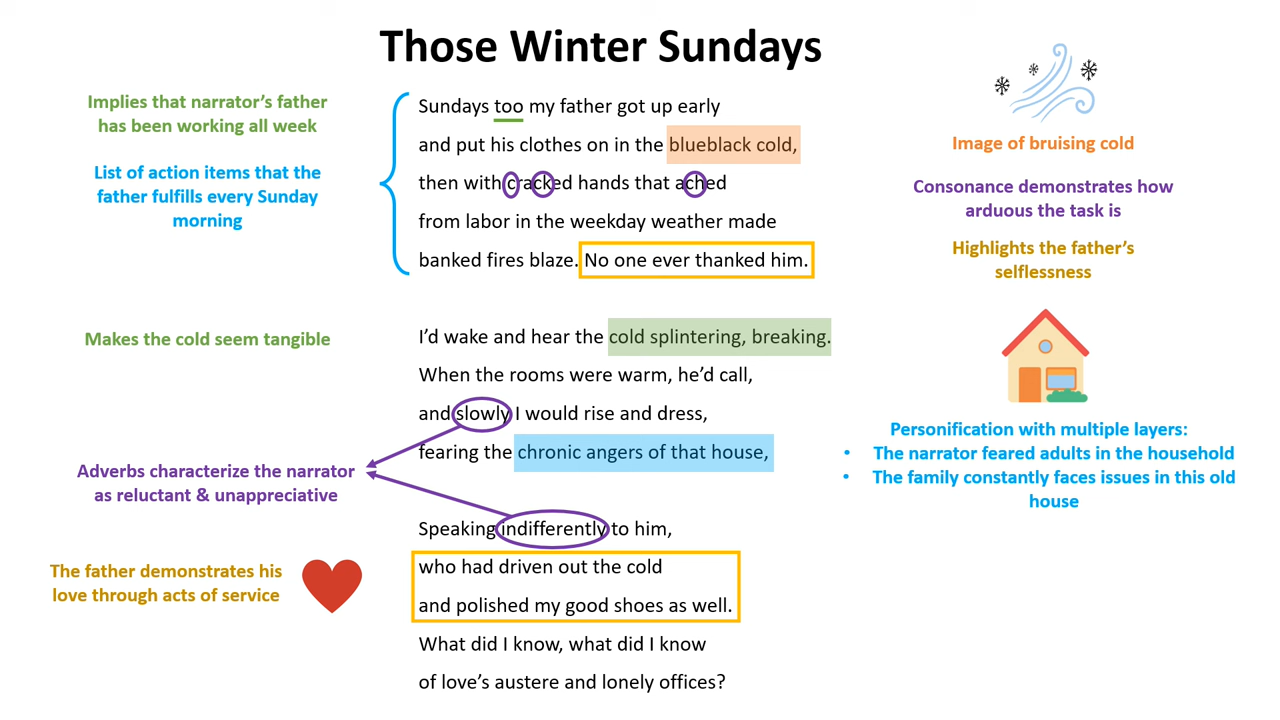 Those Winter Sundays
Implies that narrator's father
has been working all week
List of action items that the
father fulfills every Sunday
morning
Sundays too my father got up early
and put his clothes on in the blueblack cold,
then with cracked hands that ached
from labor in the weekday weather made
banked fires blaze. No one ever thanked him.
Image of bruising cold
Consonance demonstrates how
arduous the task is
Highlights the father's
selflessness
Makes the cold seem tangible
I'd wake and hear the cold splintering, breaking.
When the rooms were warm, he'd call,
and slowly I would rise and dress,
fearing the chronic angers of that house,
Personification with multiple layers:
• The narrator feared adults in the household
• The family constantly faces issues in this old
house
Adverbs characterize the narrator
as reluctant & unappreciative
Speaking indifferently to him,
who had driven out the cold
and polished my good shoes as well.
What did I know, what did I know
of love's austere and lonely offices?
The father demonstrates his
love through acts of service